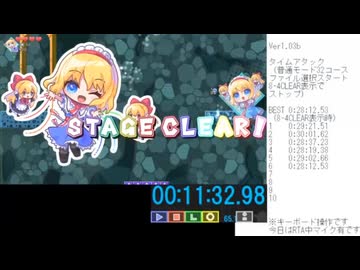 STAGE CLEAR!
00:11:32.98
65.
Ver1.03b
タイムアタック
(普通モード32コース
ファイル選択スタート
8-4CLEAR表示で
ストップ)
BEST 0:28:12.53
(8-4CLEAR表示時)
1 0:29:21.51
2 0:30:01.62
3 0:28:37.23
4 0:28:19.38
5 0:29:02.66
6 0:28:12.53
7
8
9
10
※キーボード操作です
今日はRTA中マイク有です